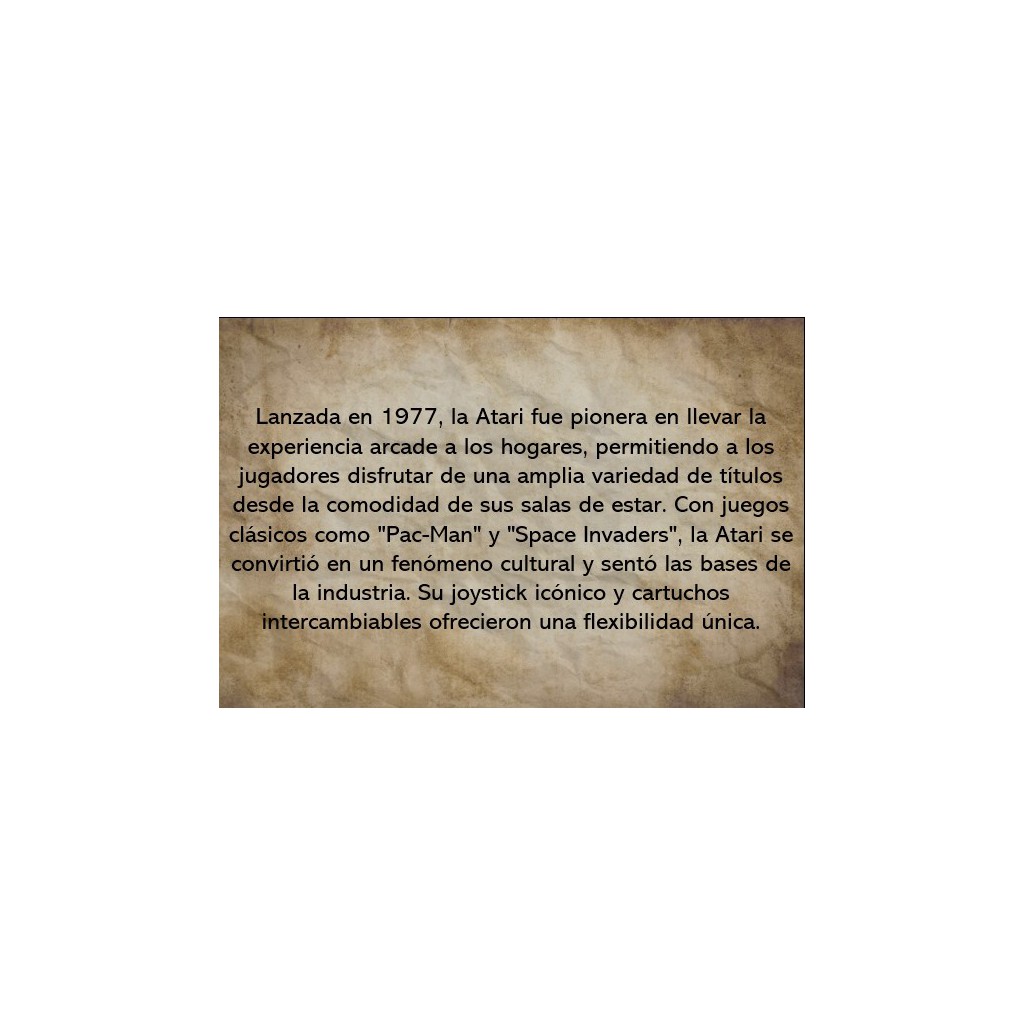 Lanzada en 1977, la Atari fue pionera en llevar la
experiencia arcade a los hogares, permitiendo a los
jugadores disfrutar de una amplia variedad de títulos
desde la comodidad de sus salas de estar. Con juegos
clásicos como "Pac-Man" y "Space Invaders", la Atari se
convirtió en un fenómeno cultural y sentó las bases de
la industria. Su joystick icónico y cartuchos
intercambiables ofrecieron una flexibilidad única.